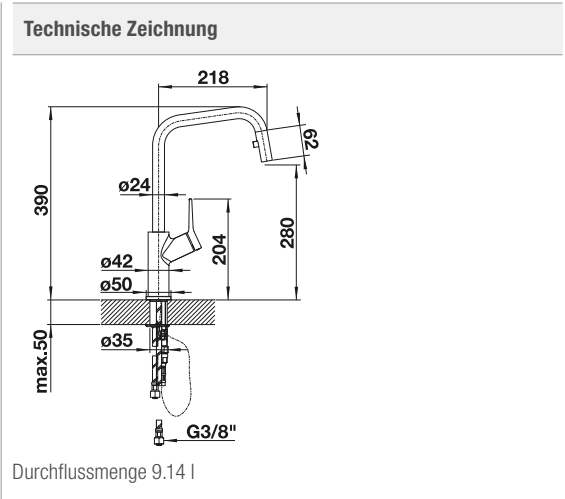 Technische Zeichnung
218
62
ø24
390
204
280
ø42
ø50
max.50
ø35
G3/8"
Durchflussmenge 9.14 l